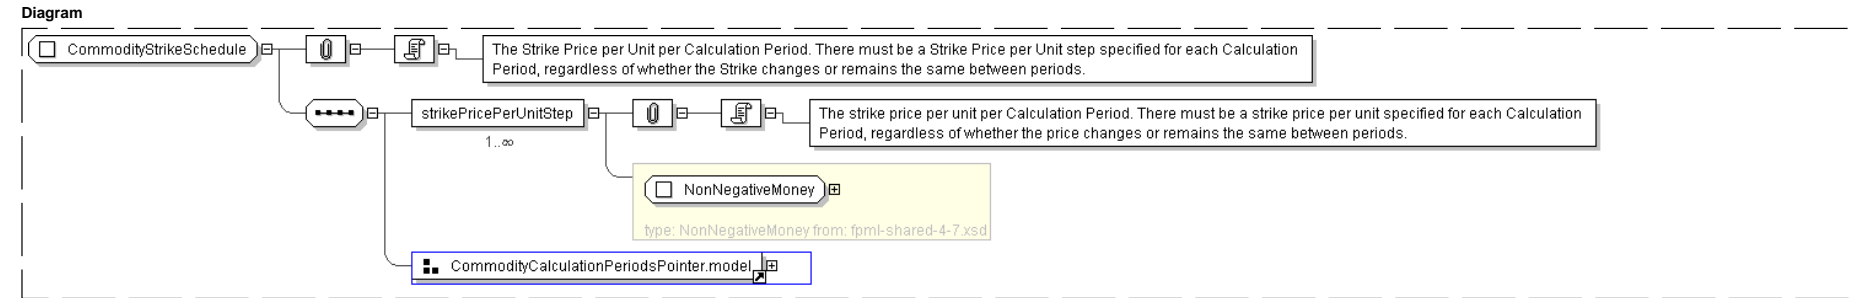 Diagram
CommodityStrikeSchedule
The Strike Price per Unit per Calculation Period. There must be a Strike Price per Unit step specified for each Calculation
Period, regardless of whether the Strike changes or remains the same between periods.
strikePricePerUnitStep
1..∞
The strike price per unit per Calculation Period. There must be a strike price per unit specified for each Calculation
Period, regardless of whether the price changes or remains the same between periods.
NonNegativeMoney
type: NonNegativeMoney from: fpml-shared-4-7.xsd
CommodityCalculationPeriodsPointer.model